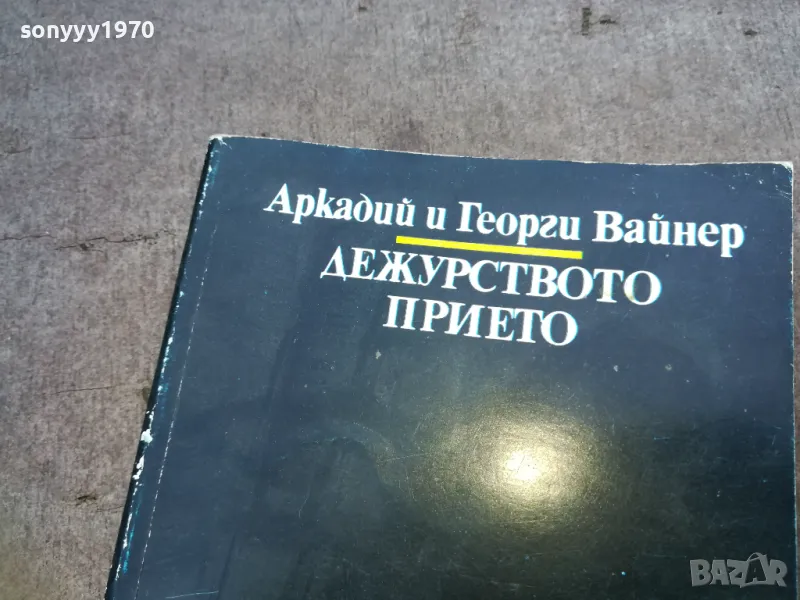 sonyyy1970
Аркадий и Георги Вайнер
ДЕЖУРСТВОТО
ПРИЕТО
BAZAR